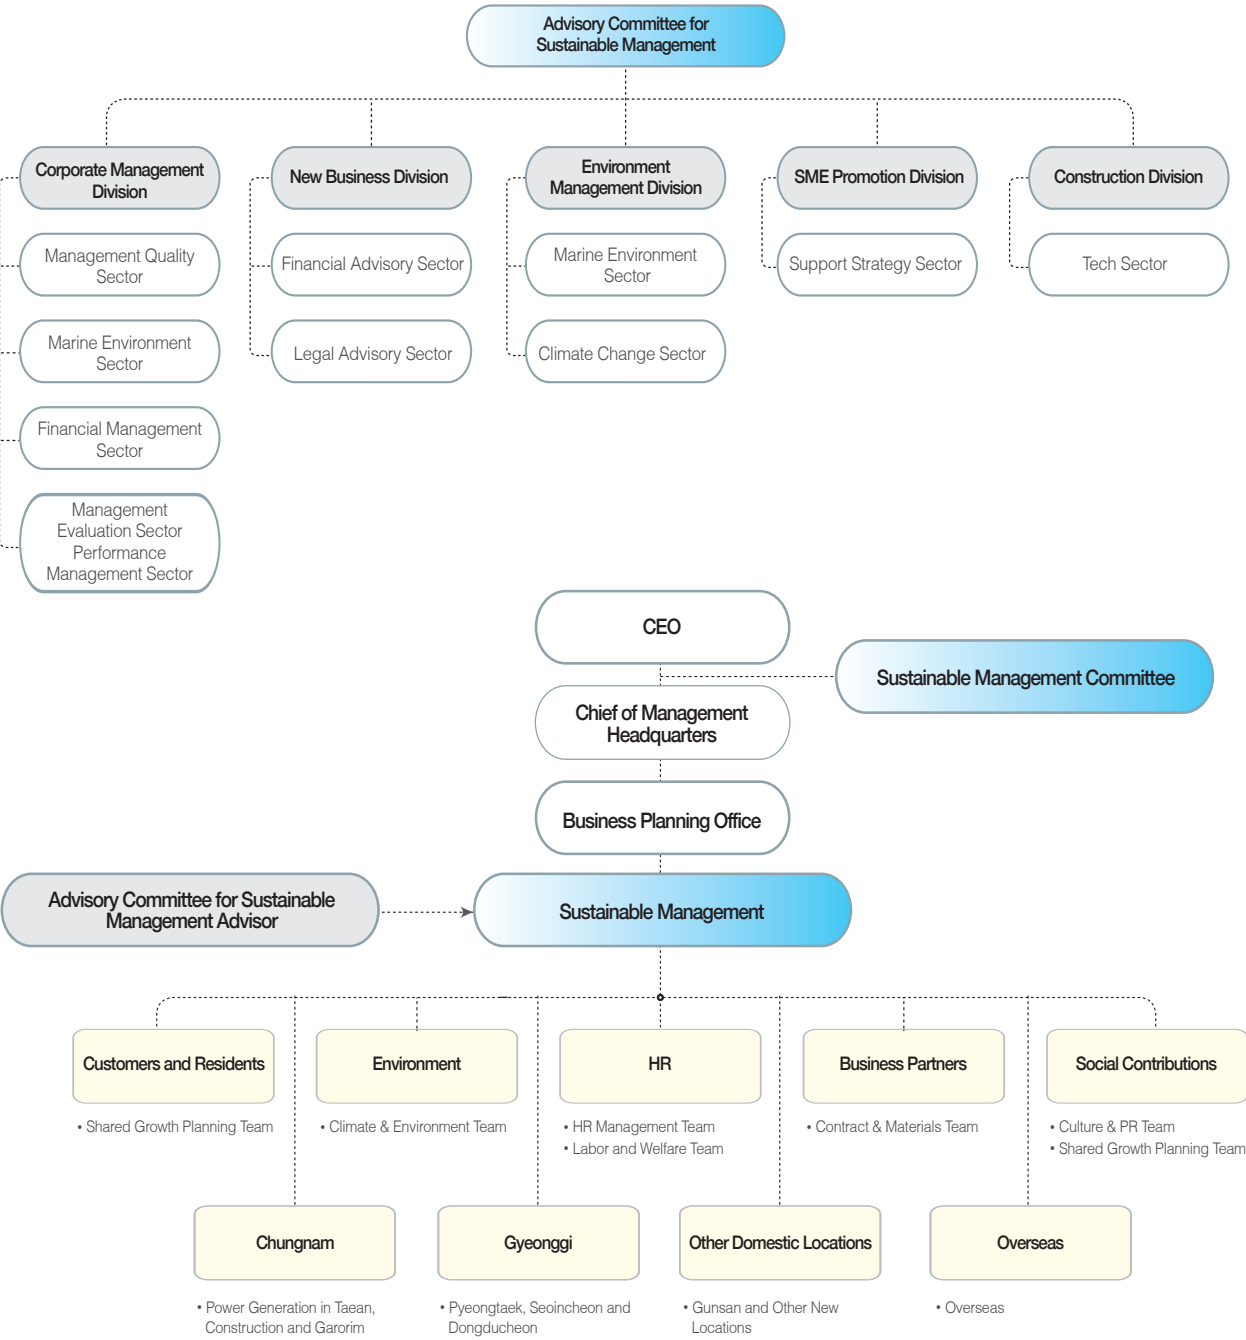 Advisory Committee for
Sustainable Management
Corporate Management
Division
New Business Division
Environment
Management Division
SME Promotion Division
Construction Division
Management Quality
Sector
Financial Advisory Sector
Marine Environment
Sector
Support Strategy Sector
Tech Sector
Marine Environment
Sector
Legal Advisory Sector
Climate Change Sector
Financial Management
Sector
Management
Evaluation Sector
Performance
Management Sector
CEO
Sustainable Management Committee
Chief of Management
Headquarters
Business Planning Office
Advisory Committee for Sustainable
Management Advisor
Sustainable Management
Customers and Residents
Environment
HR
Business Partners
Social Contributions
• Shared Growth Planning Team
• Climate & Environment Team
• HR Management Team
• Labor and Welfare Team
• Contract & Materials Team
• Culture & PR Team
• Shared Growth Planning Team
Chungnam
Gyeonggi
Other Domestic Locations
Overseas
• Power Generation in Taean,
Construction and Garorim
• Pyeongtaek, Seoincheon and
Dongducheon
• Gunsan and Other New
Locations
• Overseas